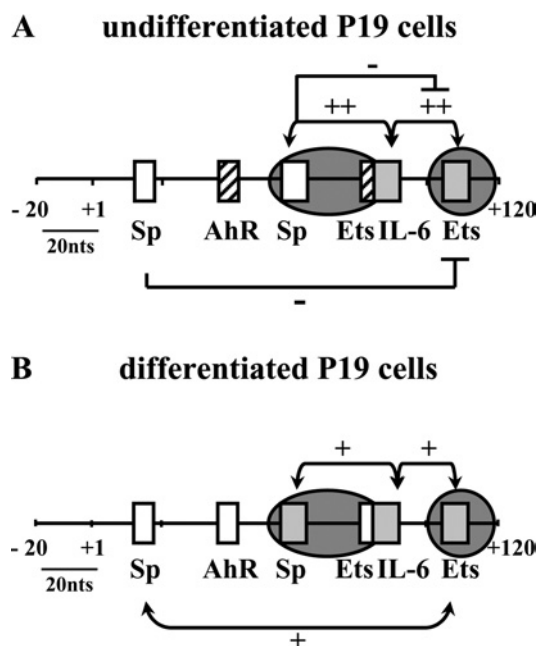 A undifferentiated P19 cells
-
++ ++
- 20 +1 +120
20nts Sp AhR Sp Ets IL-6 Ets
-
B differentiated P19 cells
+ +
- 20 +1 +120
20nts Sp AhR Sp Ets IL-6 Ets
+